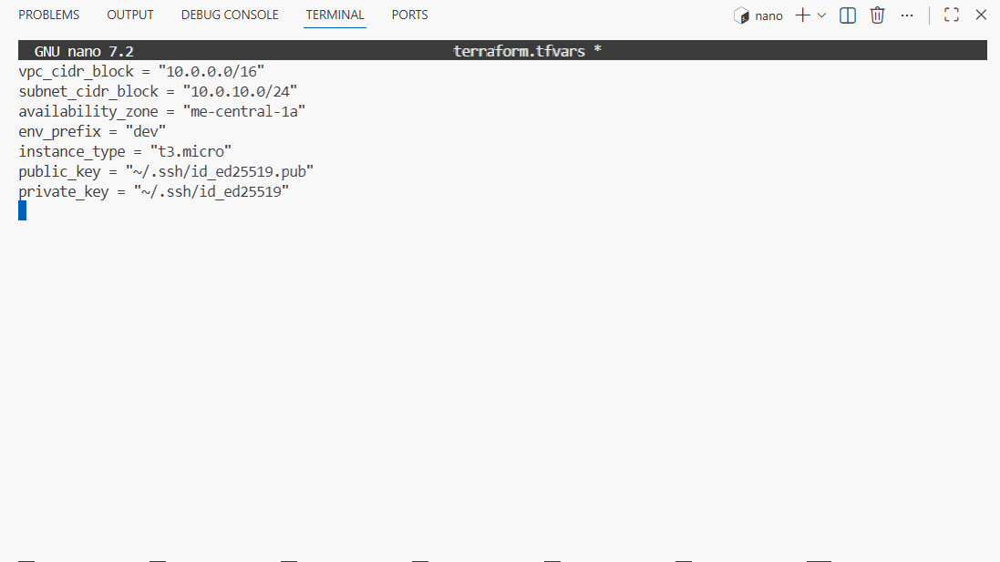 PROBLEMS OUTPUT DEBUG CONSOLE TERMINAL PORTS nano
GNU nano 7.2 terraform.tfvars *
vpc_cidr_block = "10.0.0.0/16"
subnet_cidr_block = "10.0.10.0/24"
availability_zone = "me-central-1a"
env_prefix = "dev"
instance_type = "t3.micro"
public_key = "~/.ssh/id_ed25519.pub"
private_key = "~/.ssh/id_ed25519"